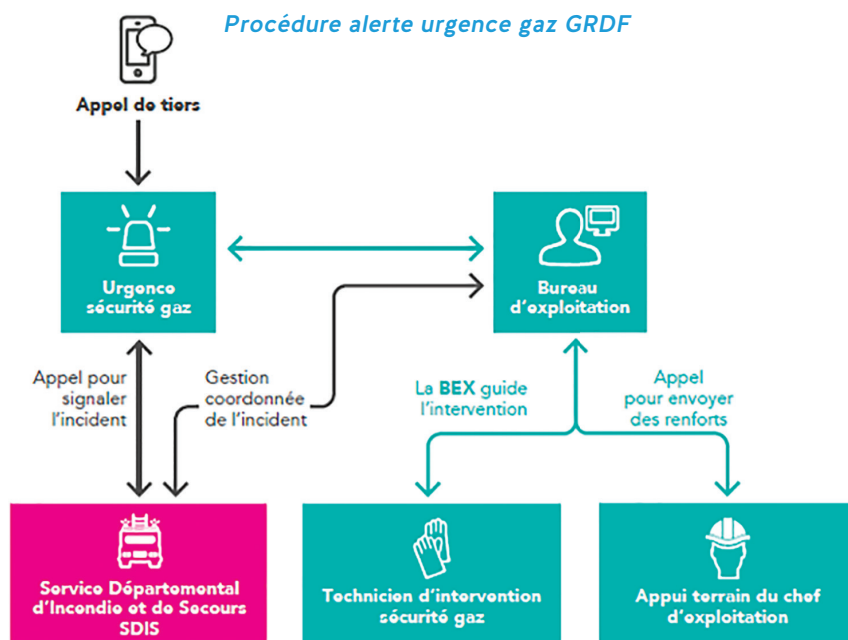 Procédure alerte urgence gaz GRDF
Appel de tiers
Urgence
sécurité gaz
Bureau
d'exploitation
Appel pour
signaler
l'incident
Gestion
coordonnée
de l'incident
La BEX guide
l'intervention
Appel
pour envoyer
des renforts
Service Départemental
d'Incendie et de Secours
SDIS
Technicien d'intervention
sécurité gaz
Appui terrain du chef
d'exploitation